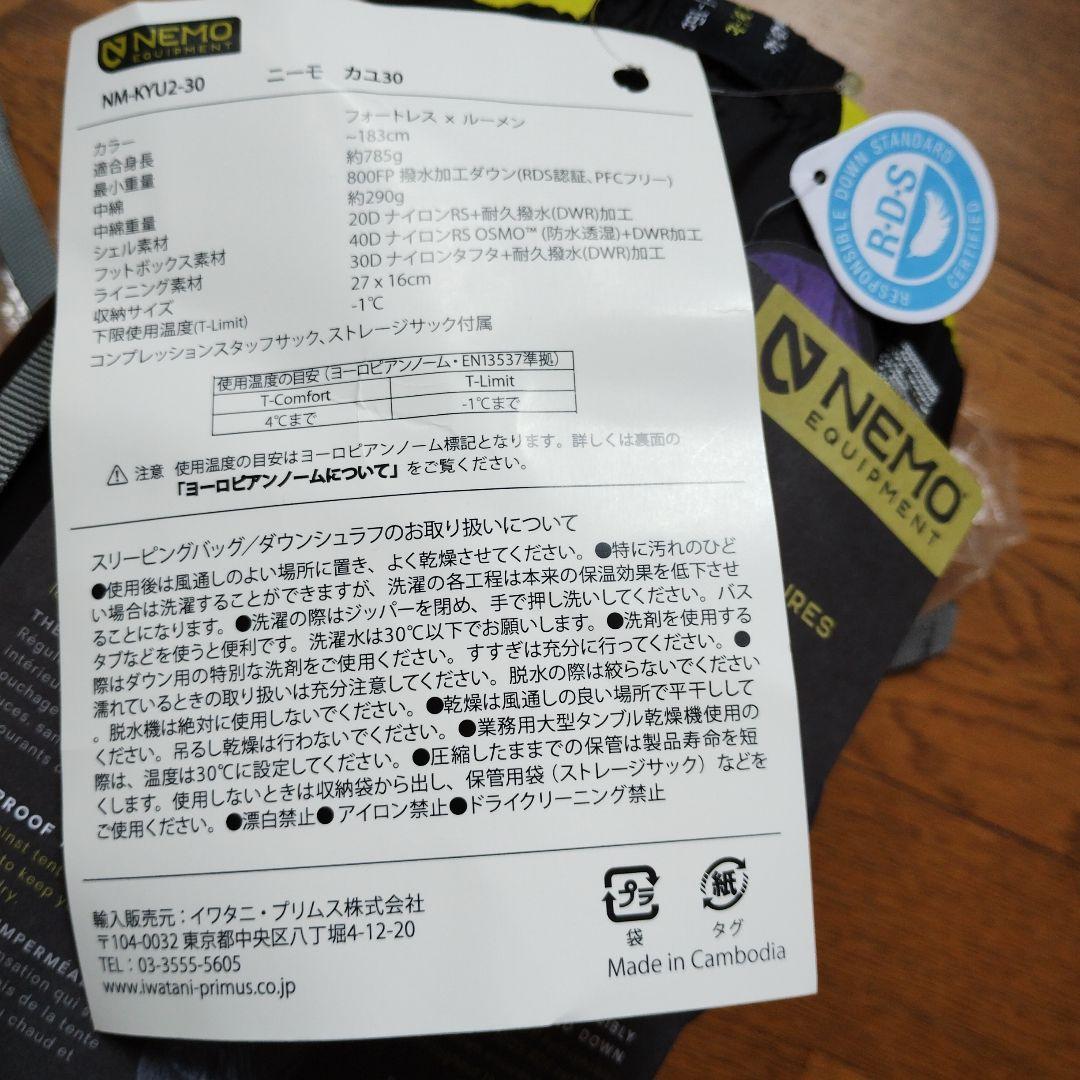 NEMO
EQUIPMENT
NM-KYU2-30 ニーモ カユ30
カラー フォートレス × ルーメン
適合身長 ~183cm
最小重量 約785g
中綿 800FP 撥水加工ダウン(RDS認証、PFCフリー)
中綿重量 約290g
シェル素材 20D ナイロンRS+耐久撥水(DWR)加工
フットボックス素材 40D ナイロンRS OSMO™ (防水透湿)+DWR加工
ライニング素材 30D ナイロンタフタ+耐久撥水(DWR)加工
収納サイズ 27 x 16cm
下限使用温度(T-Limit) -1℃
コンプレッションスタッフサック、ストレージサック付属
使用温度の目安(ヨーロピアンノーム・EN13537準拠)
T-Comfort T-Limit
4℃まで -1℃まで
注意 使用温度の目安はヨーロピアンノーム標記となります。詳しくは裏面の
「ヨーロピアンノームについて」をご覧ください。
スリーピングバッグ/ダウンシュラフのお取り扱いについて
●使用後は風通しのよい場所に置き、よく乾燥させてください。●特に汚れのひど
い場合は洗濯することができますが、洗濯の各工程は本来の保温効果を低下させ
ることになります。●洗濯の際はジッパーを閉め、手で押し洗いしてください。バス
タブなどを使うと便利です。洗濯水は30℃以下でお願いします。●洗剤を使用する
際はダウン用の特別な洗剤をご使用ください。すすぎは充分に行ってください。●
濡れているときの取り扱いは充分注意してください。脱水の際は絞らないでください
。脱水機は絶対に使用しないでください。●乾燥は風通しの良い場所で平干しして
ください。吊るし乾燥は行わないでください。●業務用大型タンブル乾燥機使用の
際は、温度は30℃に設定してください。●圧縮したままでの保管は製品寿命を短
くします。使用しないときは収納袋から出し、保管用袋(ストレージサック)などを
ご使用ください。●漂白禁止●アイロン禁止●ドライクリーニング禁止
輸入販売元:イワタニ・プリムス株式会社
〒104-0032 東京都中央区八丁堀4-12-20
TEL:03-3555-5605
www.iwatani-primus.co.jp
プラ
袋
紙
タグ
Made in Cambodia
RESPONSIBLE DOWN STANDARD
R·D·S
CERTIFIED
NEMO
EQUIPMENT
URES
THE
Régul
intérieu
ouchage
uces, san
ourants d
PROOF
inst tent
to keep y
dry.
IMPERMÉA
nsation qui
is de la tente
chaud et
DOWN